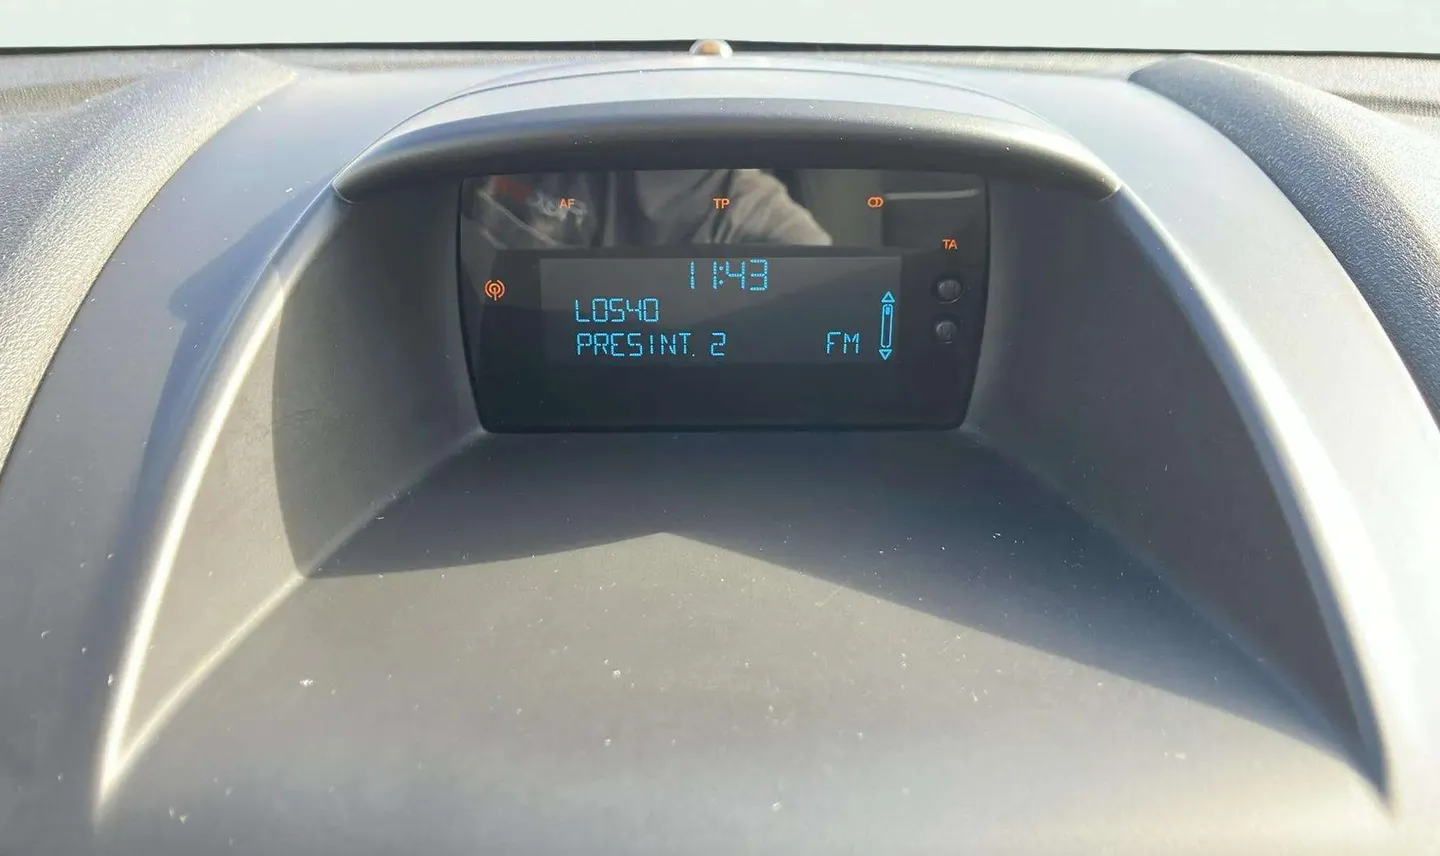 AF TP
TA
11:43
LOS40
PRESINT. 2 FM